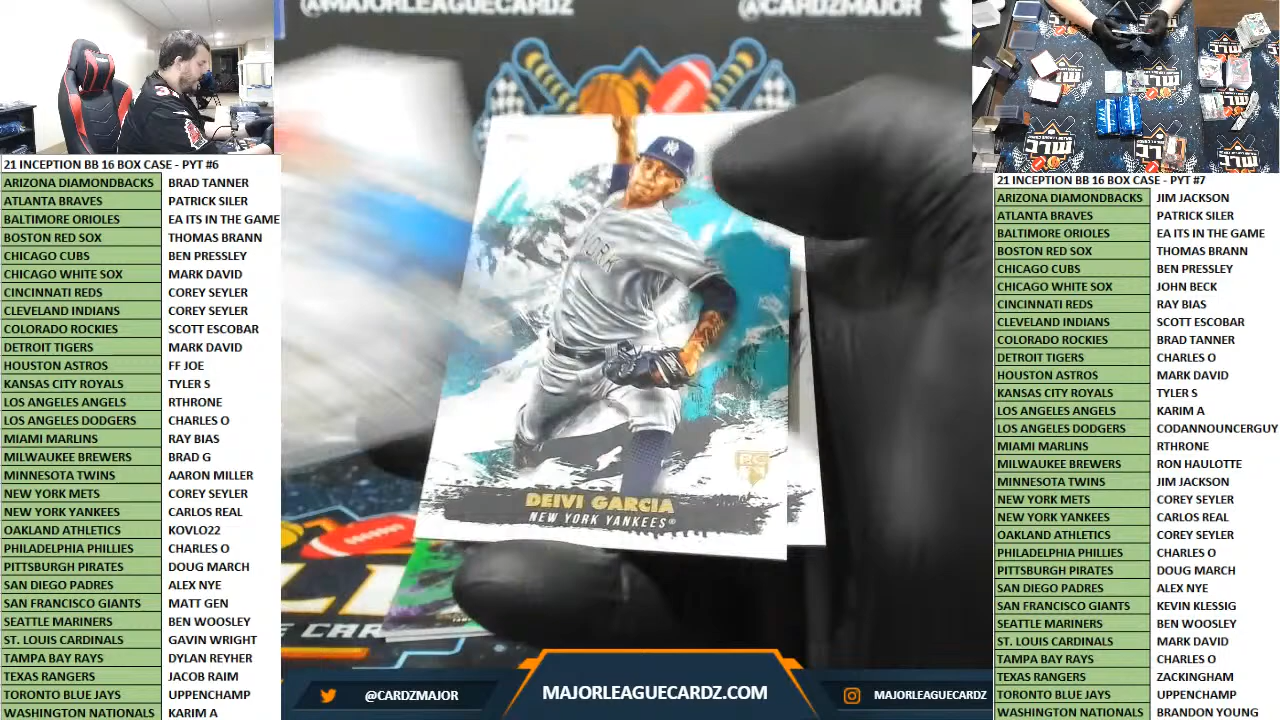 @MAJORLEAGUECARDZ
@CARDZMAJOR
21 INCEPTION BB 16 BOX CASE - PYT #6
ARIZONA DIAMONDBACKS BRAD TANNER
ATLANTA BRAVES PATRICK SILER
BALTIMORE ORIOLES EA ITS IN THE GAME
BOSTON RED SOX THOMAS BRANN
CHICAGO CUBS BEN PRESSLEY
CHICAGO WHITE SOX MARK DAVID
CINCINNATI REDS COREY SEYLER
CLEVELAND INDIANS COREY SEYLER
COLORADO ROCKIES SCOTT ESCOBAR
DETROIT TIGERS MARK DAVID
HOUSTON ASTROS FF JOE
KANSAS CITY ROYALS TYLER S
LOS ANGELES ANGELS RTHRONE
LOS ANGELES DODGERS CHARLES O
MIAMI MARLINS RAY BIAS
MILWAUKEE BREWERS BRAD G
MINNESOTA TWINS AARON MILLER
NEW YORK METS COREY SEYLER
NEW YORK YANKEES CARLOS REAL
OAKLAND ATHLETICS KOVLO22
PHILADELPHIA PHILLIES CHARLES O
PITTSBURGH PIRATES DOUG MARCH
SAN DIEGO PADRES ALEX NYE
SAN FRANCISCO GIANTS MATT GEN
SEATTLE MARINERS BEN WOOSLEY
ST. LOUIS CARDINALS GAVIN WRIGHT
TAMPA BAY RAYS DYLAN REYHER
TEXAS RANGERS JACOB RAIM
TORONTO BLUE JAYS UPPENCHAMP
WASHINGTON NATIONALS KARIM A
YORK
RC
DEIVI GARCIA
NEW YORK YANKEES®
@CARDZMAJOR
MAJORLEAGUECARDZ.COM
MAJORLEAGUECARDZ
21 INCEPTION BB 16 BOX CASE - PYT #7
ARIZONA DIAMONDBACKS JIM JACKSON
ATLANTA BRAVES PATRICK SILER
BALTIMORE ORIOLES EA ITS IN THE GAME
BOSTON RED SOX THOMAS BRANN
CHICAGO CUBS BEN PRESSLEY
CHICAGO WHITE SOX JOHN BECK
CINCINNATI REDS RAY BIAS
CLEVELAND INDIANS SCOTT ESCOBAR
COLORADO ROCKIES BRAD TANNER
DETROIT TIGERS CHARLES O
HOUSTON ASTROS MARK DAVID
KANSAS CITY ROYALS TYLER S
LOS ANGELES ANGELS KARIM A
LOS ANGELES DODGERS CODANNOUNCERGUY
MIAMI MARLINS RTHRONE
MILWAUKEE BREWERS RON HAULOTTE
MINNESOTA TWINS JIM JACKSON
NEW YORK METS COREY SEYLER
NEW YORK YANKEES CARLOS REAL
OAKLAND ATHLETICS COREY SEYLER
PHILADELPHIA PHILLIES CHARLES O
PITTSBURGH PIRATES DOUG MARCH
SAN DIEGO PADRES ALEX NYE
SAN FRANCISCO GIANTS KEVIN KLESSIG
SEATTLE MARINERS BEN WOOSLEY
ST. LOUIS CARDINALS MARK DAVID
TAMPA BAY RAYS CHARLES O
TEXAS RANGERS ZACKINGHAM
TORONTO BLUE JAYS UPPENCHAMP
WASHINGTON NATIONALS BRANDON YOUNG